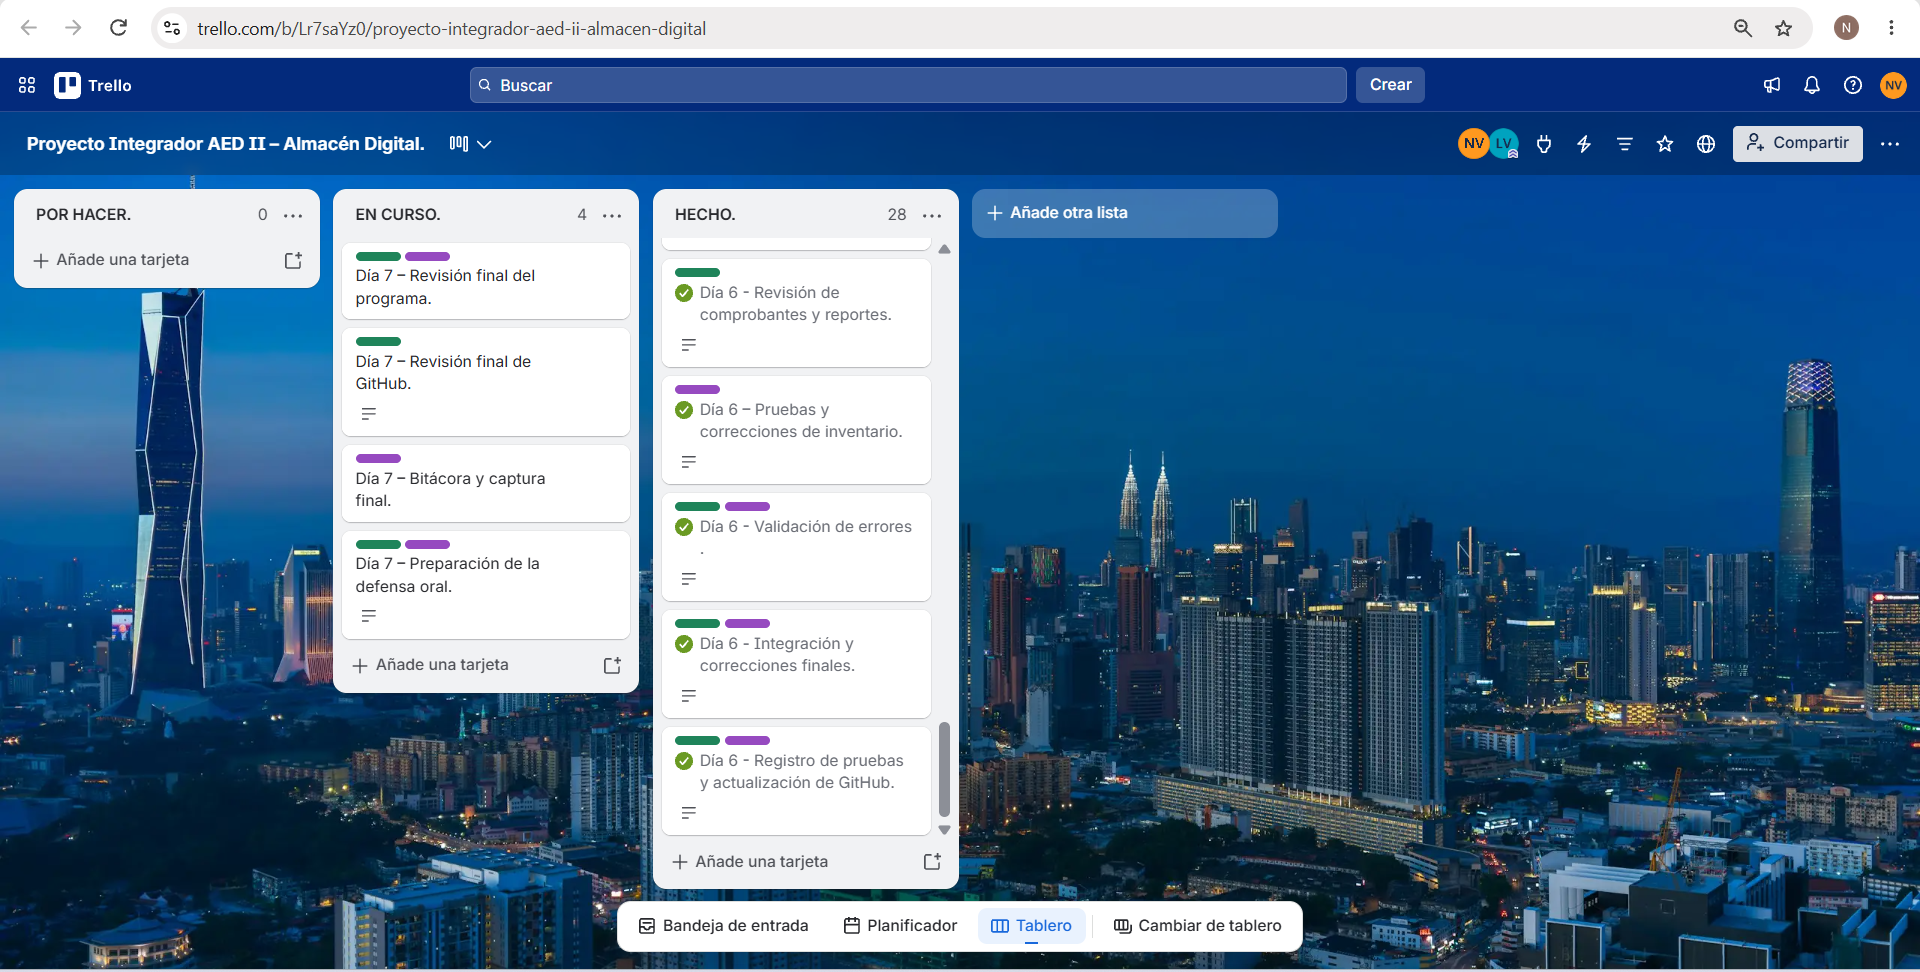 trello.com/b/Lr7saYz0/proyecto-integrador-aed-ii-almacen-digital
N
Trello
Buscar
Crear
NV
Proyecto Integrador AED II – Almacén Digital.
NV
LV
Compartir
POR HACER.
0
Añade una tarjeta
EN CURSO.
4
Día 7 – Revisión final del
programa.
Día 7 – Revisión final de
GitHub.
Día 7 – Bitácora y captura
final.
Día 7 – Preparación de la
defensa oral.
Añade una tarjeta
HECHO.
28
Día 6 - Revisión de
comprobantes y reportes.
Día 6 – Pruebas y
correcciones de inventario.
Día 6 - Validación de errores
.
Día 6 - Integración y
correcciones finales.
Día 6 - Registro de pruebas
y actualización de GitHub.
Añade una tarjeta
Añade otra lista
Bandeja de entrada
Planificador
Tablero
Cambiar de tablero